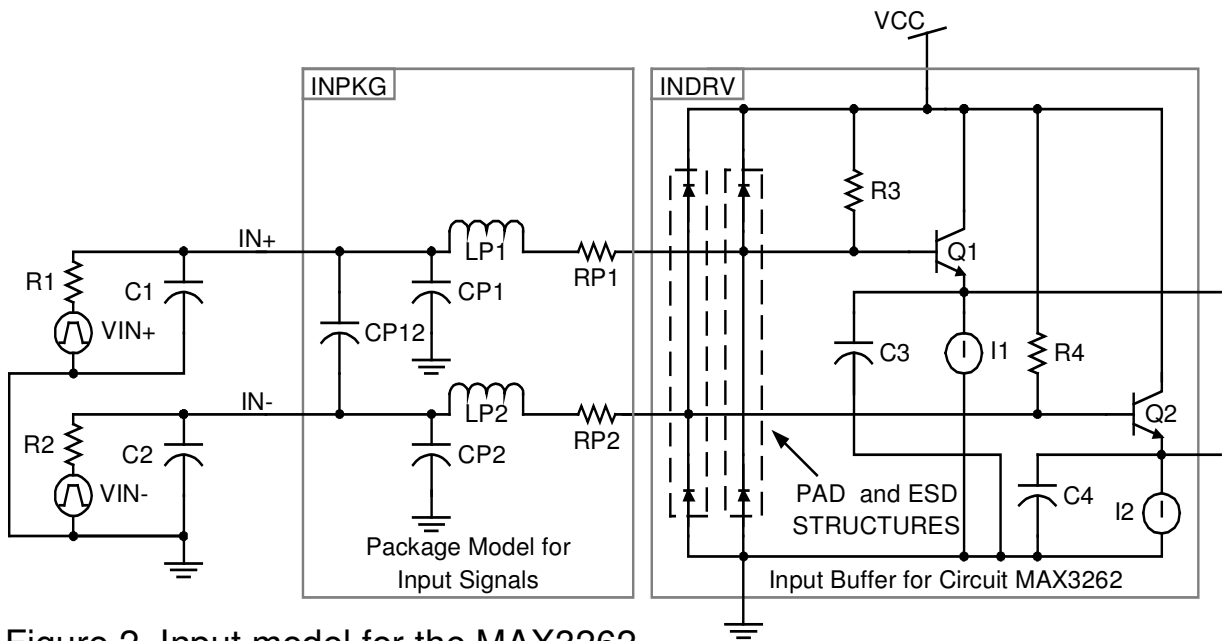 VCC
INPKG
INDRV
R3
IN+
LP1
RP1
Q1
R1
C1
CP1
VIN+
CP12
C3
I
I1
R4
IN-
LP2
RP2
Q2
R2
C2
CP2
VIN-
PAD and ESD
STRUCTURES
C4
I2
I
Package Model for
Input Signals
Input Buffer for Circuit MAX3262
Figure 2. Input model for the MAX3262